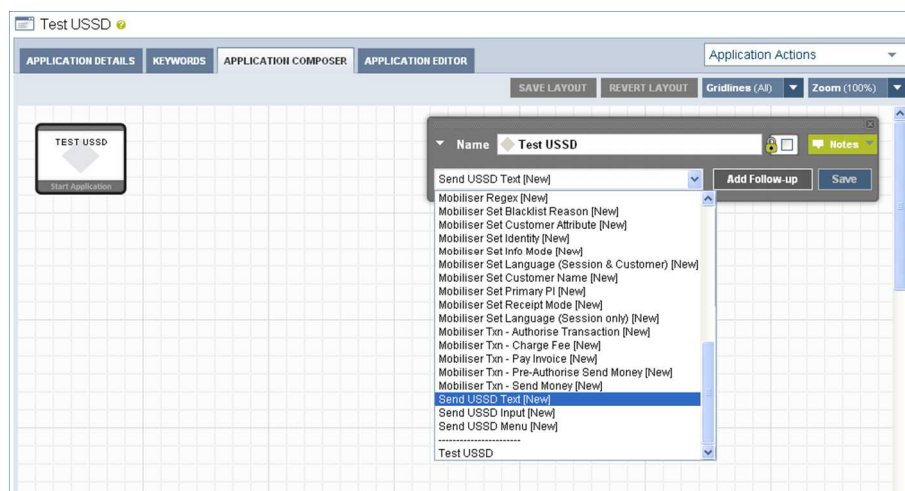 Test USSD
APPLICATION DETAILS KEYWORDS APPLICATION COMPOSER APPLICATION EDITOR Application Actions
SAVE LAYOUT REVERT LAYOUT Gridlines (All) Zoom (100%)
TEST USSD
Start Application
Name Test USSD Notes
Send USSD Text [New] Add Follow-up Save
Mobiliser Regex [New]
Mobiliser Set Blacklist Reason [New]
Mobiliser Set Customer Attribute [New]
Mobiliser Set Identity [New]
Mobiliser Set Info Mode [New]
Mobiliser Set Language (Session & Customer) [New]
Mobiliser Set Customer Name [New]
Mobiliser Set Primary PI [New]
Mobiliser Set Receipt Mode [New]
Mobiliser Set Language (Session only) [New]
Mobiliser Txn - Authorise Transaction [New]
Mobiliser Txn - Charge Fee [New]
Mobiliser Txn - Pay Invoice [New]
Mobiliser Txn - Pre-Authorise Send Money [New]
Mobiliser Txn - Send Money [New]
Send USSD Text [New]
Send USSD Input [New]
Send USSD Menu [New]
----------------------
Test USSD